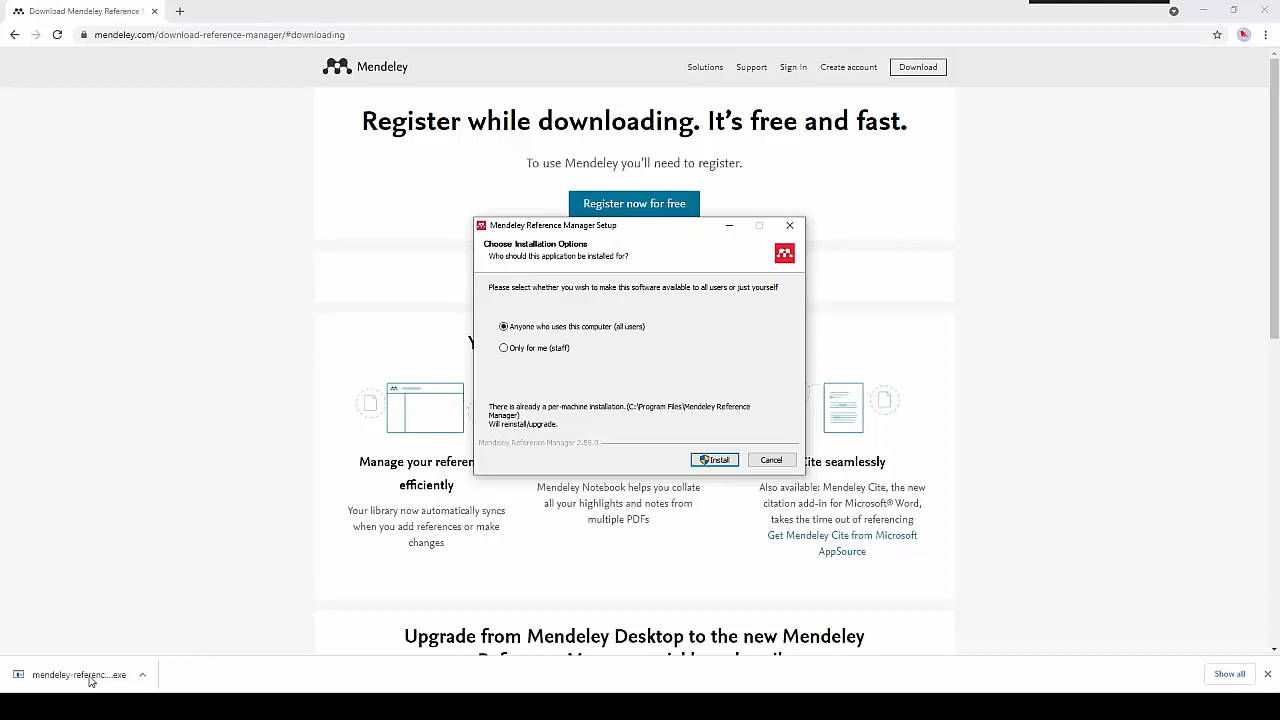 Download Mendeley Reference
mendeley.com/download-reference-manager/#downloading
Mendeley
Solutions
Support
Sign In
Create account
Download
Register while downloading. It's free and fast.
To use Mendeley you'll need to register.
Register now for free
Mendeley Reference Manager Setup
Choose Installation Options
Who should this application be installed for?
Please select whether you wish to make this software available to all users or just yourself
Anyone who uses this computer (all users)
Only for me (staff)
There is already a per-machine installation.(C:\Program Files\Mendeley Reference
Manager)
Will reinstall/upgrade.
Mendeley Reference Manager 2.59.0
Install
Cancel
Manage your referen
efficiently
Your library now automatically syncs
when you add references or make
changes
Mendeley Notebook helps you collate
all your highlights and notes from
multiple PDFs
ite seamlessly
Also available: Mendeley Cite, the new
citation add-in for Microsoft® Word,
takes the time out of referencing
Get Mendeley Cite from Microsoft
AppSource
Upgrade from Mendeley Desktop to the new Mendeley
mendeley-referenc....exe
Show all